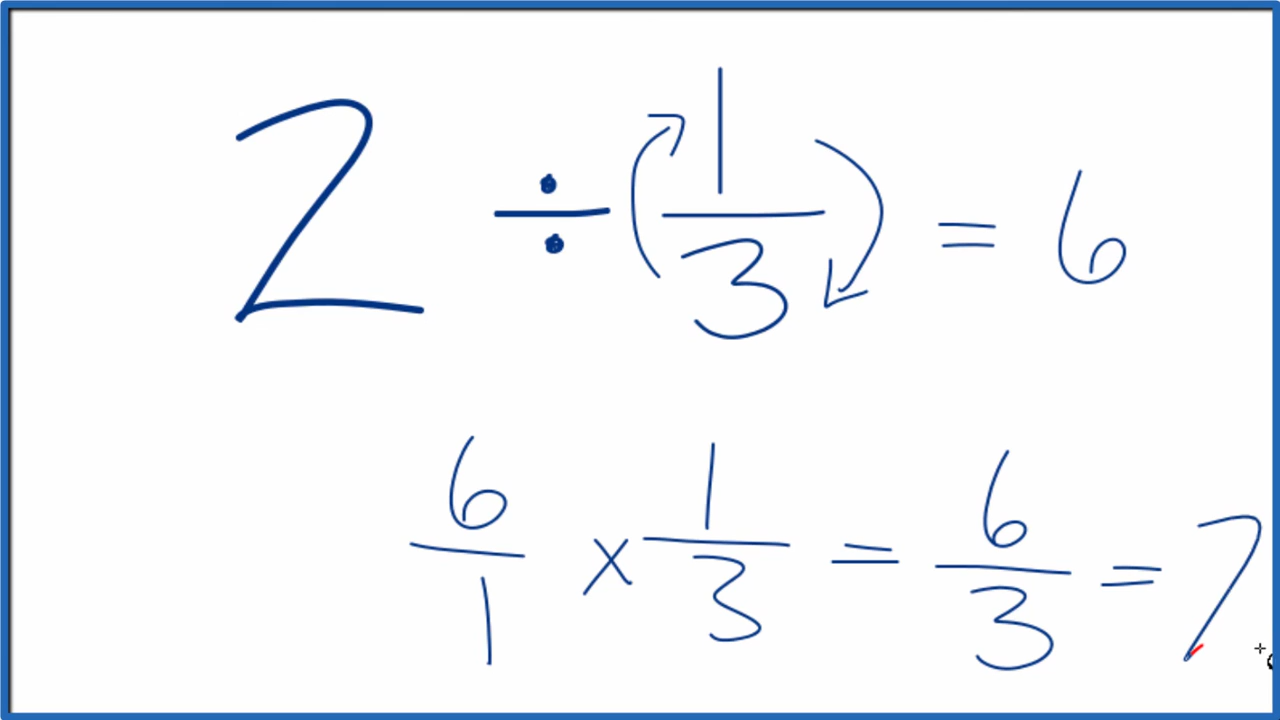 2 ÷ 1/3 = 6
6/1 × 1/3 = 6/3 =